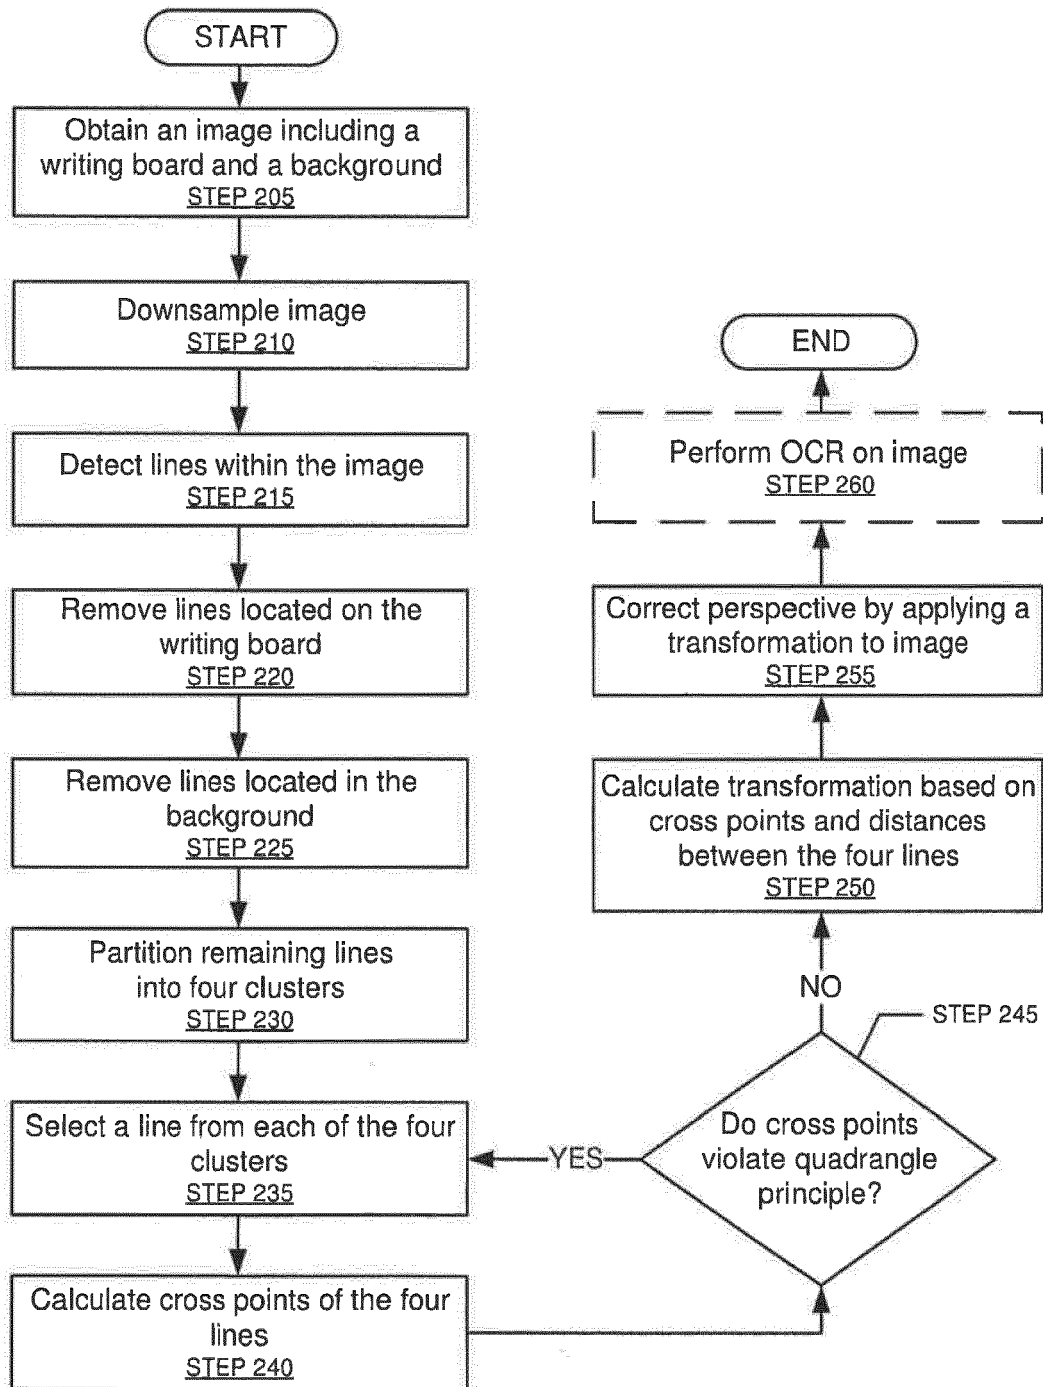 START
Obtain an image including a
writing board and a background
STEP 205
Downsample image
STEP 210
Detect lines within the image
STEP 215
Remove lines located on the
writing board
STEP 220
Remove lines located in the
background
STEP 225
Partition remaining lines
into four clusters
STEP 230
Select a line from each of the four
clusters
STEP 235
Calculate cross points of the four
lines
STEP 240
Do cross points
violate quadrangle
principle?
STEP 245
YES
NO
Calculate transformation based on
cross points and distances
between the four lines
STEP 250
Correct perspective by applying a
transformation to image
STEP 255
Perform OCR on image
STEP 260
END